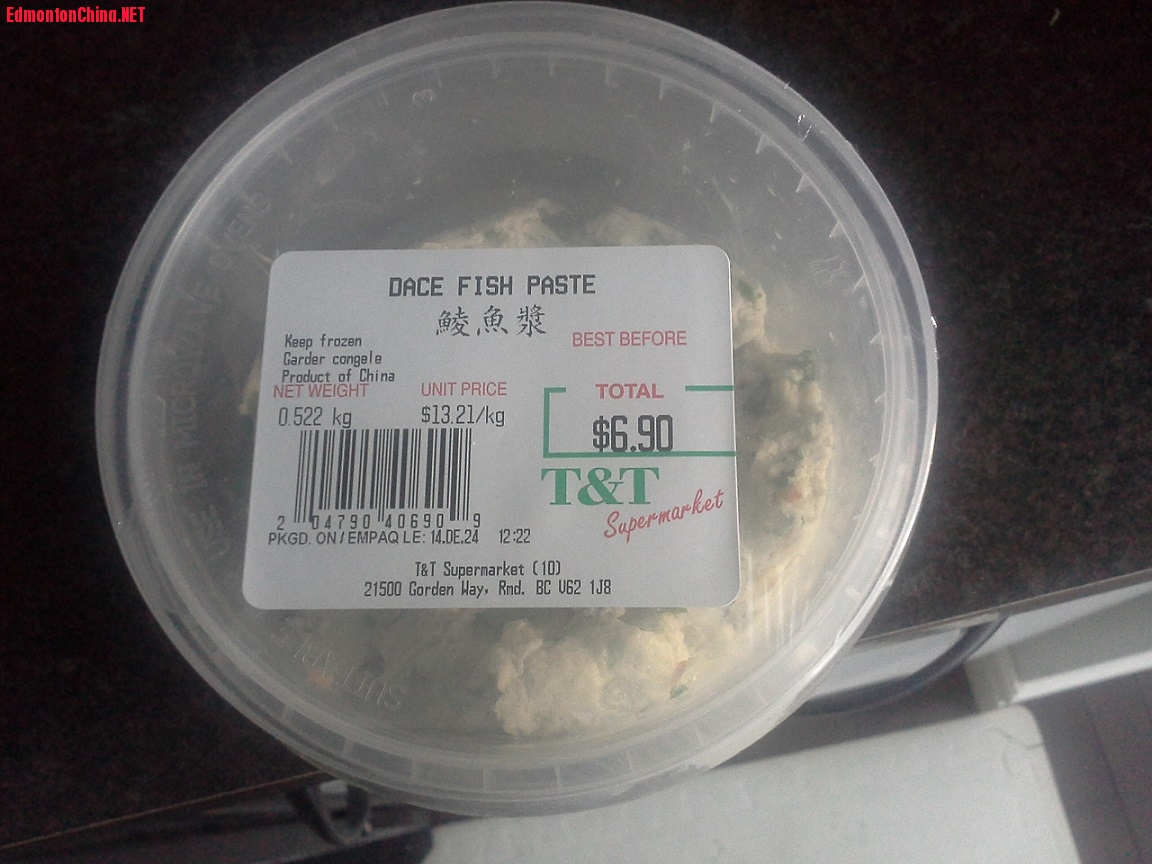 EdmontonChina.NET
DACE FISH PASTE
鯪魚漿
Keep frozen
Garder congele
Product of China
BEST BEFORE
NET WEIGHT UNIT PRICE TOTAL
0.522 kg $13.21/kg $6.90
T&T
Supermarket
2 04790 40690 9
PKGD. ON/EMPAQ LE: 14.DE.24 12:22
T&T Supermarket (10)
21500 Gorden Way, Rmd. BC V6Z 1J8